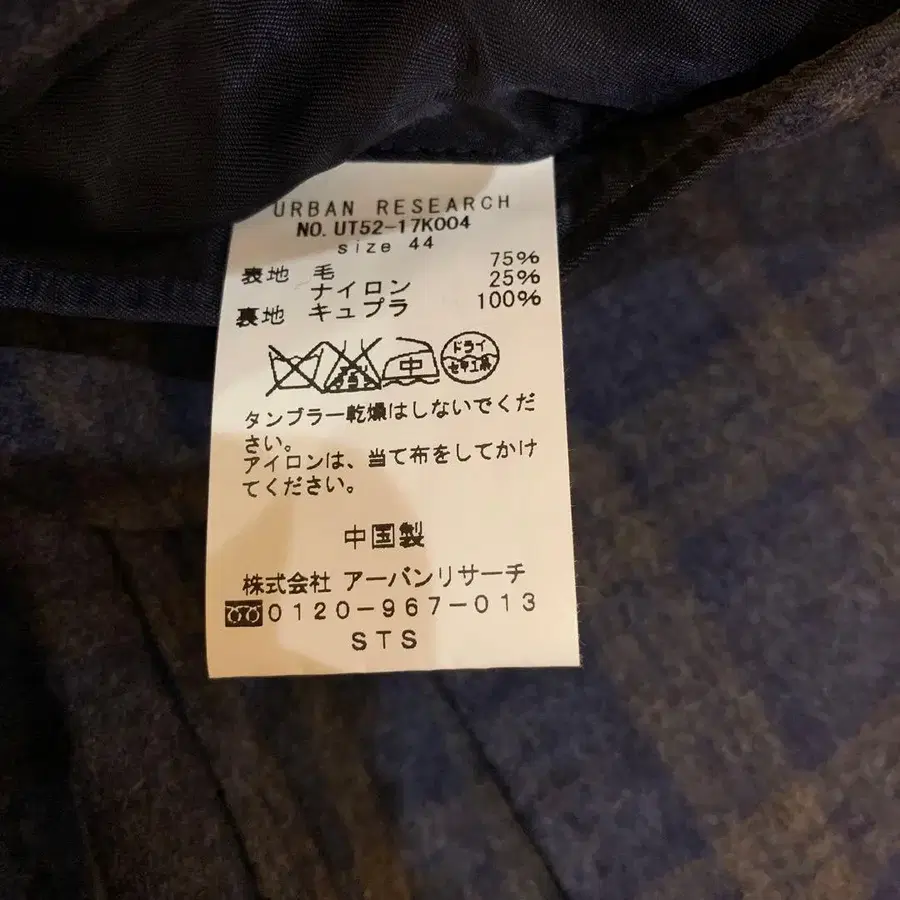 URBAN RESEARCH
NO. UT52-17K004
size 44
表地 毛 75%
ナイロン 25%
裏地 キュプラ 100%
中
ドライ
セキユ系
タンブラー乾燥はしないでくだ
さい。
アイロンは、当て布をしてかけ
てください。
中国製
株式会社 アーバンリサーチ
0120-967-013
STS